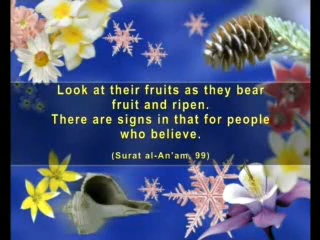 Look at their fruits as they bear
fruit and ripen.
There are signs in that for people
who believe.
(Surat al-An'am, 99)